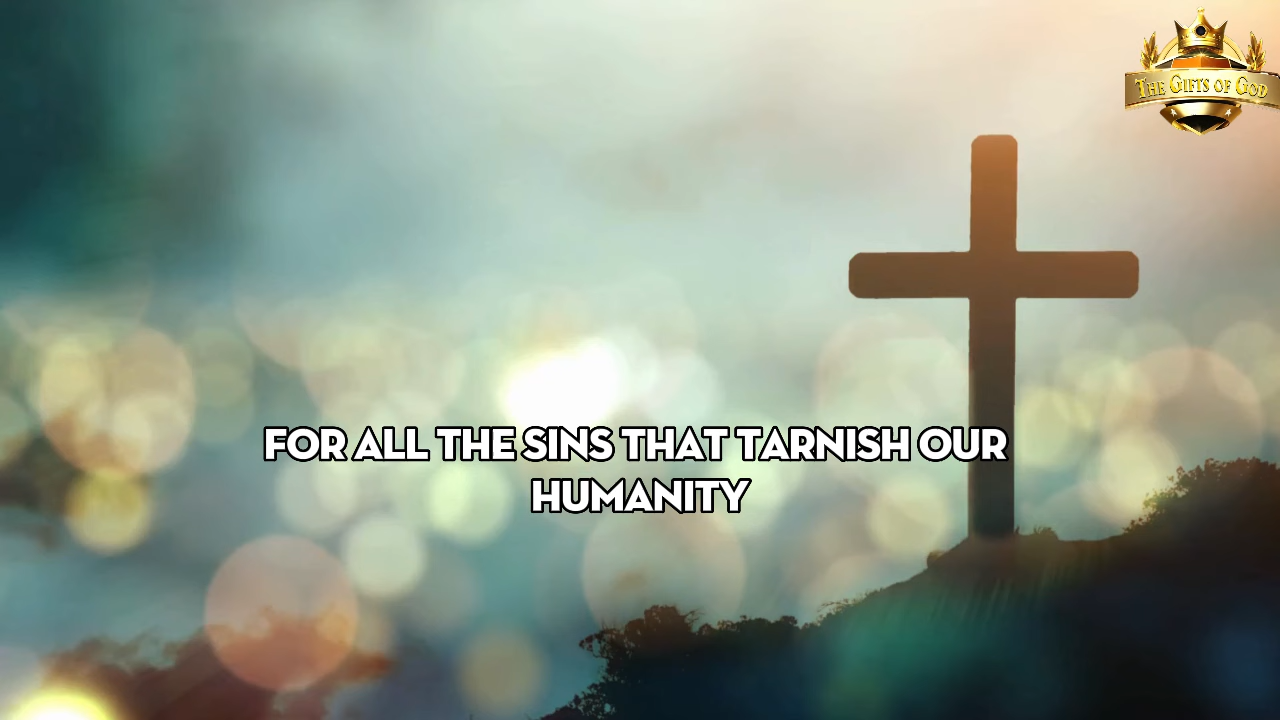 THE GIFTS OF GOD
FOR ALL THE SINS THAT TARNISH OUR
HUMANITY